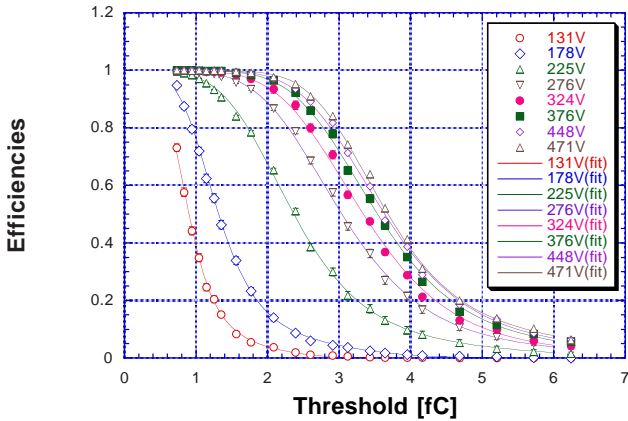 1.2
1
0.8
0.6
0.4
0.2
0
Efficiencies
131V
178V
225V
276V
324V
376V
448V
471V
131V(fit)
178V(fit)
225V(fit)
276V(fit)
324V(fit)
376V(fit)
448V(fit)
471V(fit)
0 1 2 3 4 5 6 7
Threshold [fC]